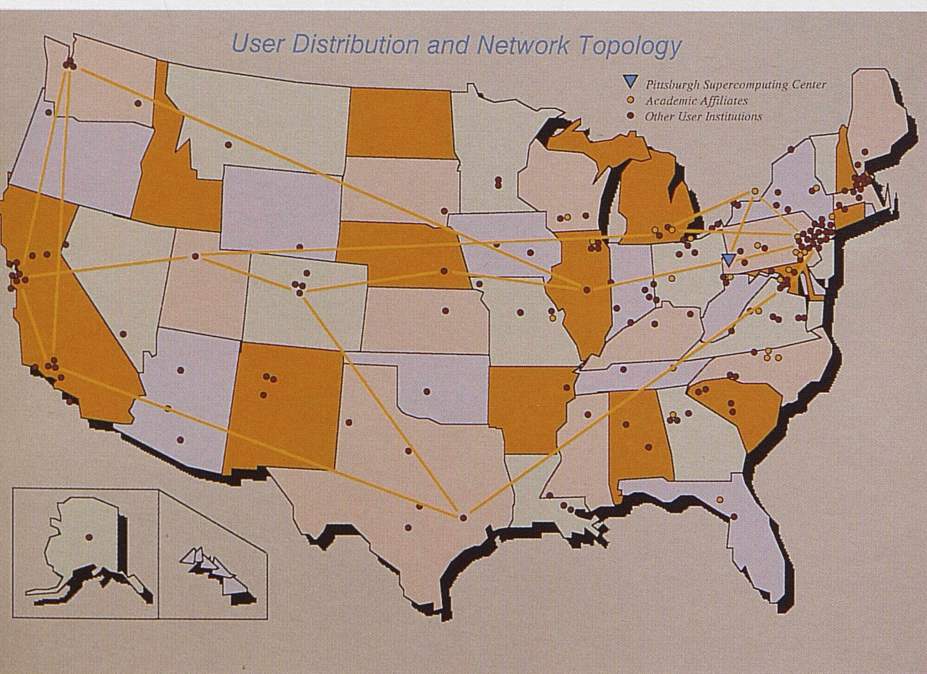 User Distribution and Network Topology
Pittsburgh Supercomputing Center
Academic Affiliates
Other User Institutions